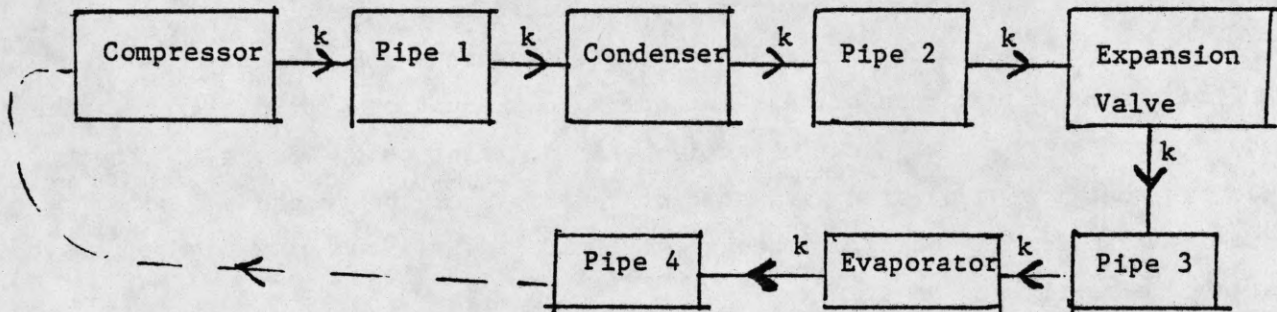 Compressor k Pipe 1 k Condenser k Pipe 2 k Expansion
Valve
k
Pipe 4 k Evaporator k Pipe 3